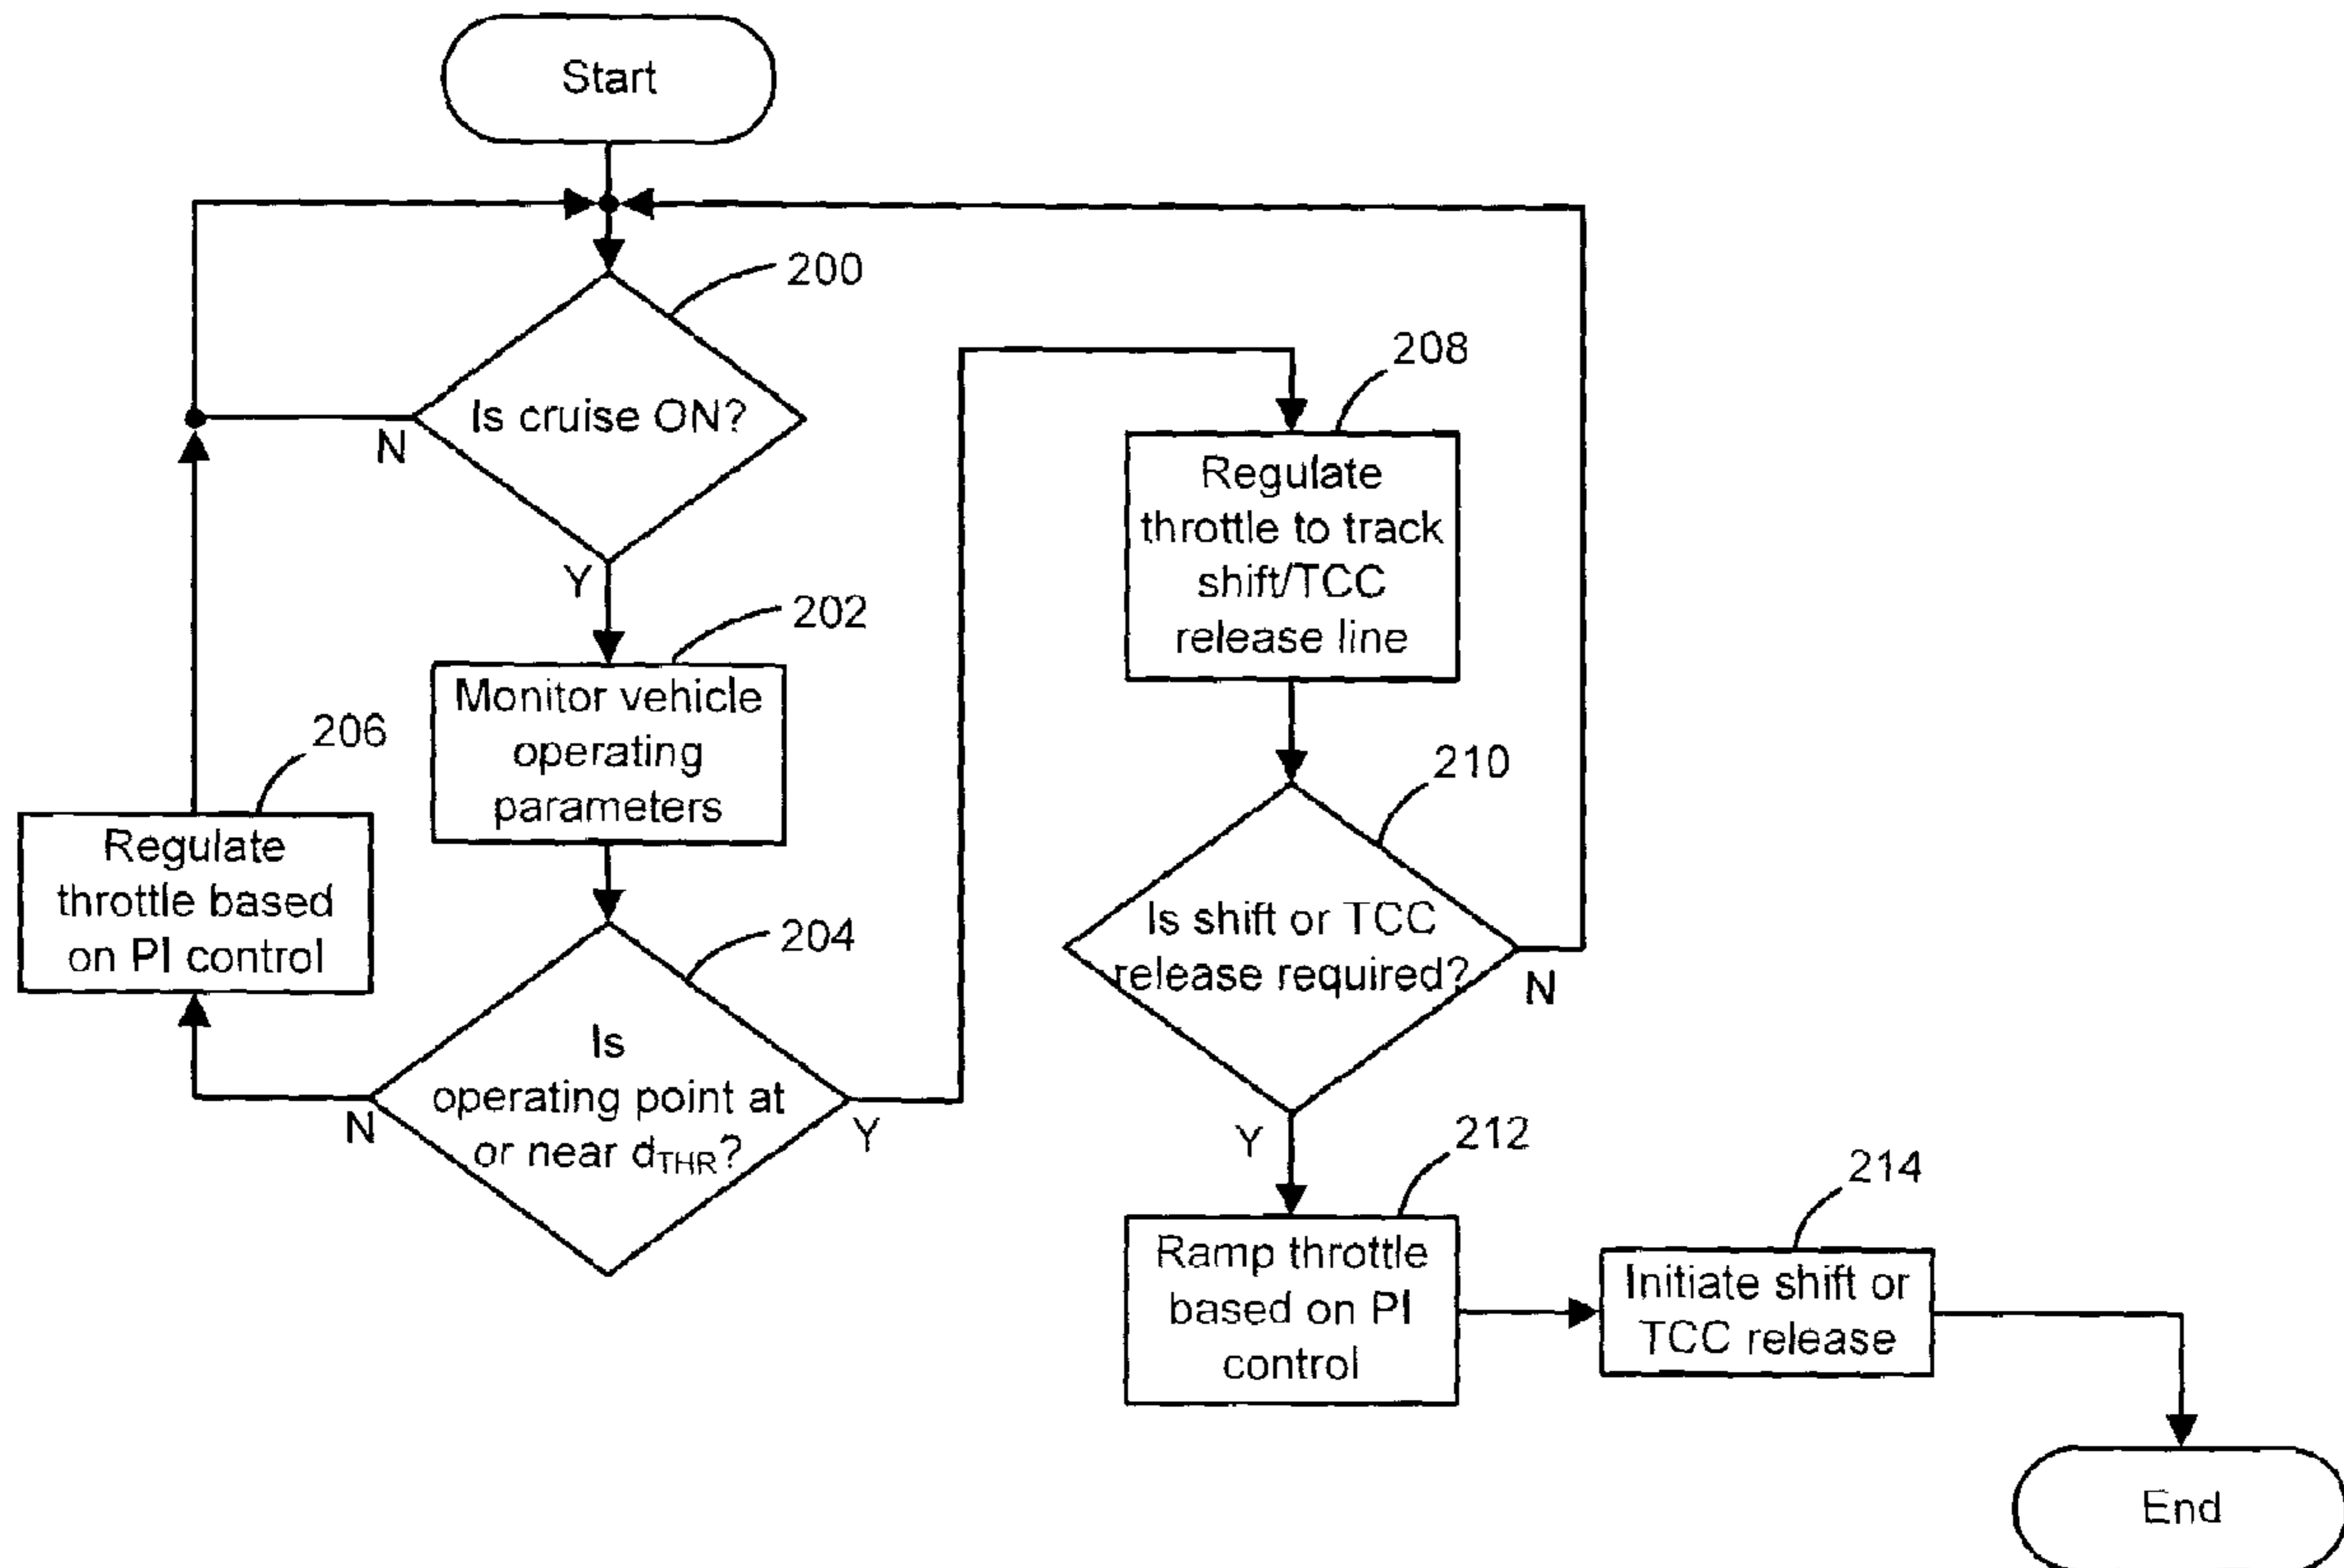 Start
200
Is cruise ON?
N
Y
202
Monitor vehicle
operating
parameters
206
Regulate
throttle based
on PI control
204
Is
operating point at
or near dTHR?
N
Y
208
Regulate
throttle to track
shift/TCC
release line
210
Is shift or TCC
release required?
N
Y
212
Ramp throttle
based on PI
control
214
Initiate shift or
TCC release
End